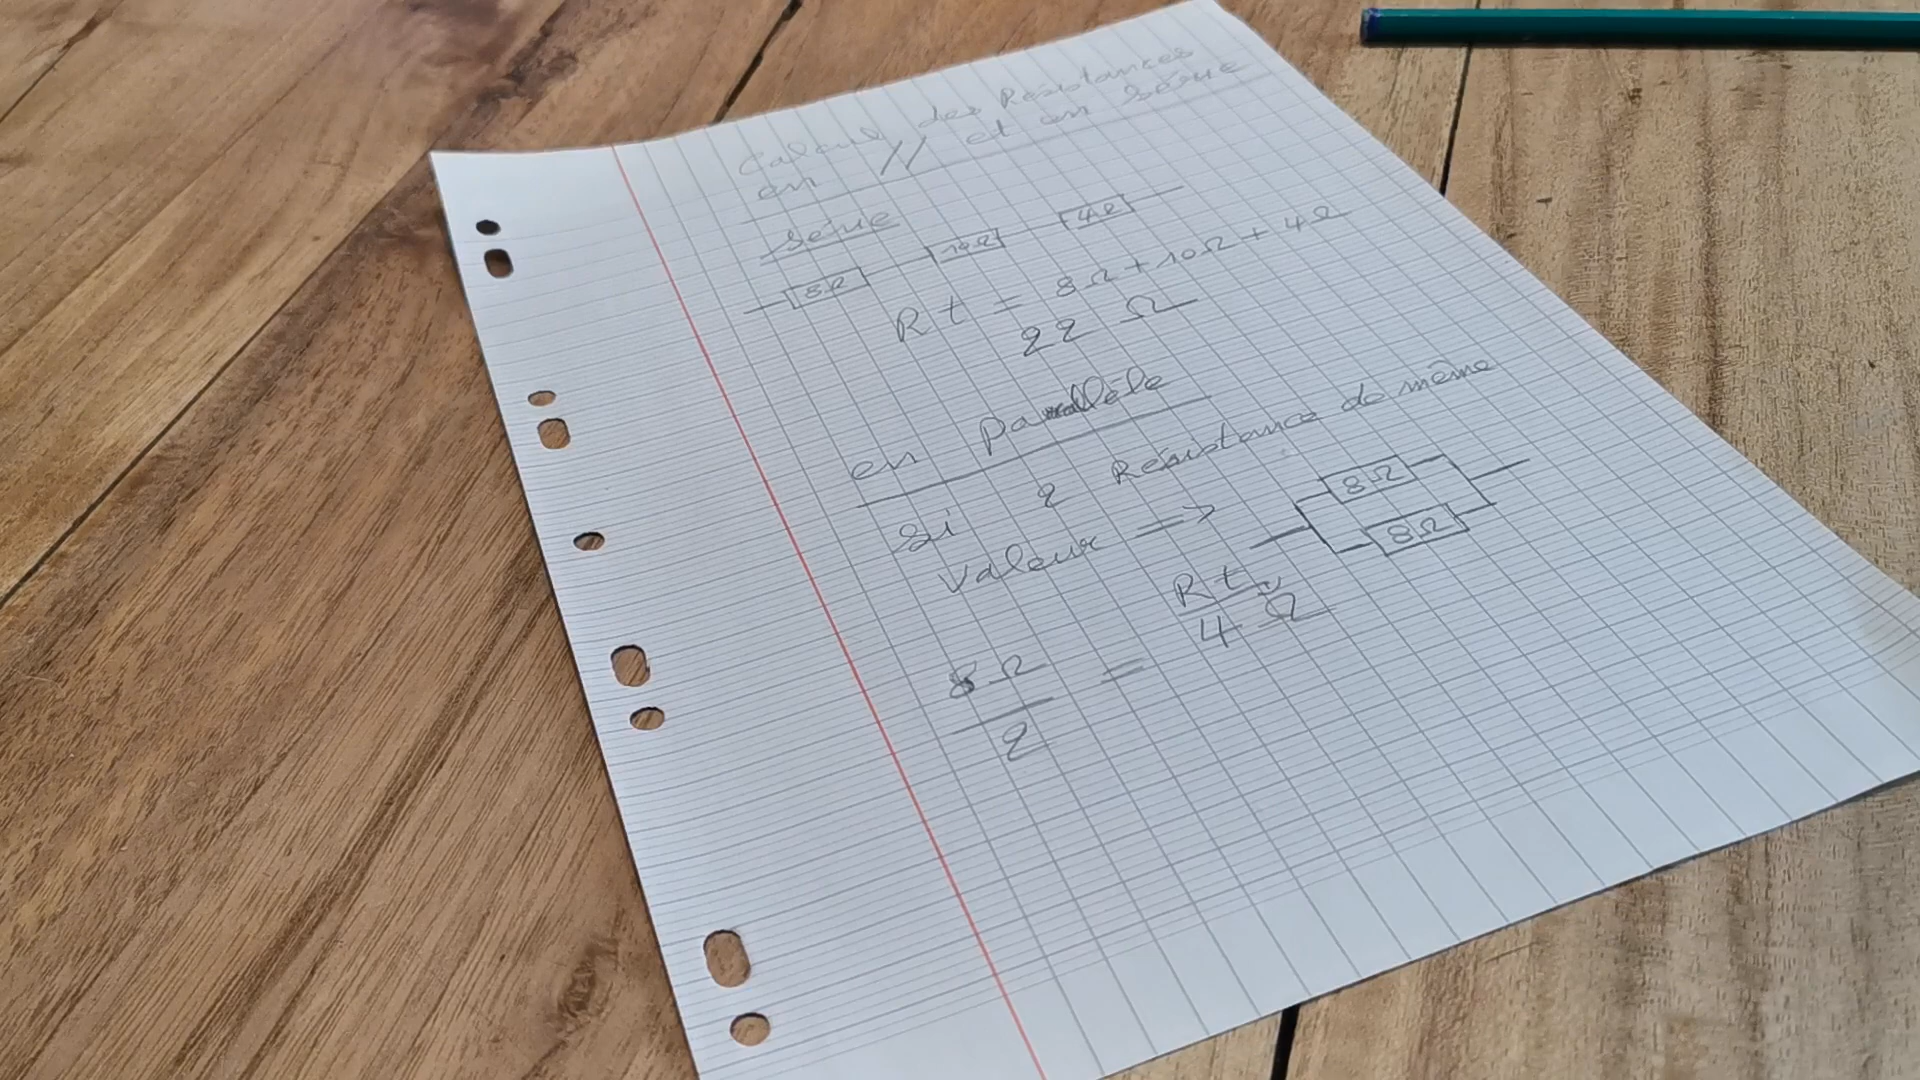 Calcul des Résistances
en // et en série
Série
8Ω 10Ω 4Ω
Rt = 8Ω + 10Ω + 4Ω
22 Ω
en parallèle
si 2 Résistance de même
valeur => 8Ω
8Ω
Rt
4 Ω
8Ω =
2